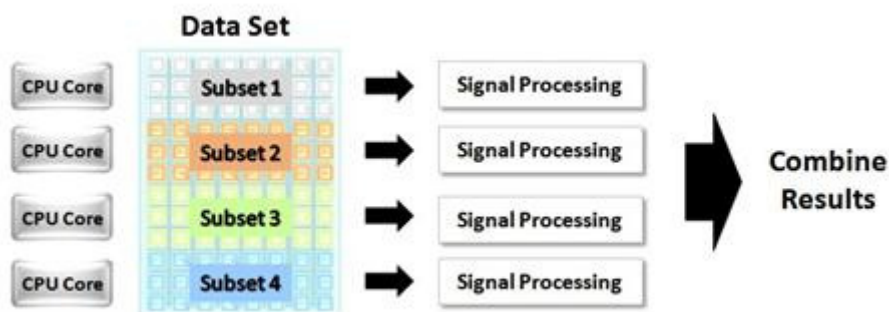 Data Set
CPU Core
Subset 1
Signal Processing
CPU Core
Subset 2
Signal Processing
CPU Core
Subset 3
Signal Processing
CPU Core
Subset 4
Signal Processing
Combine
Results